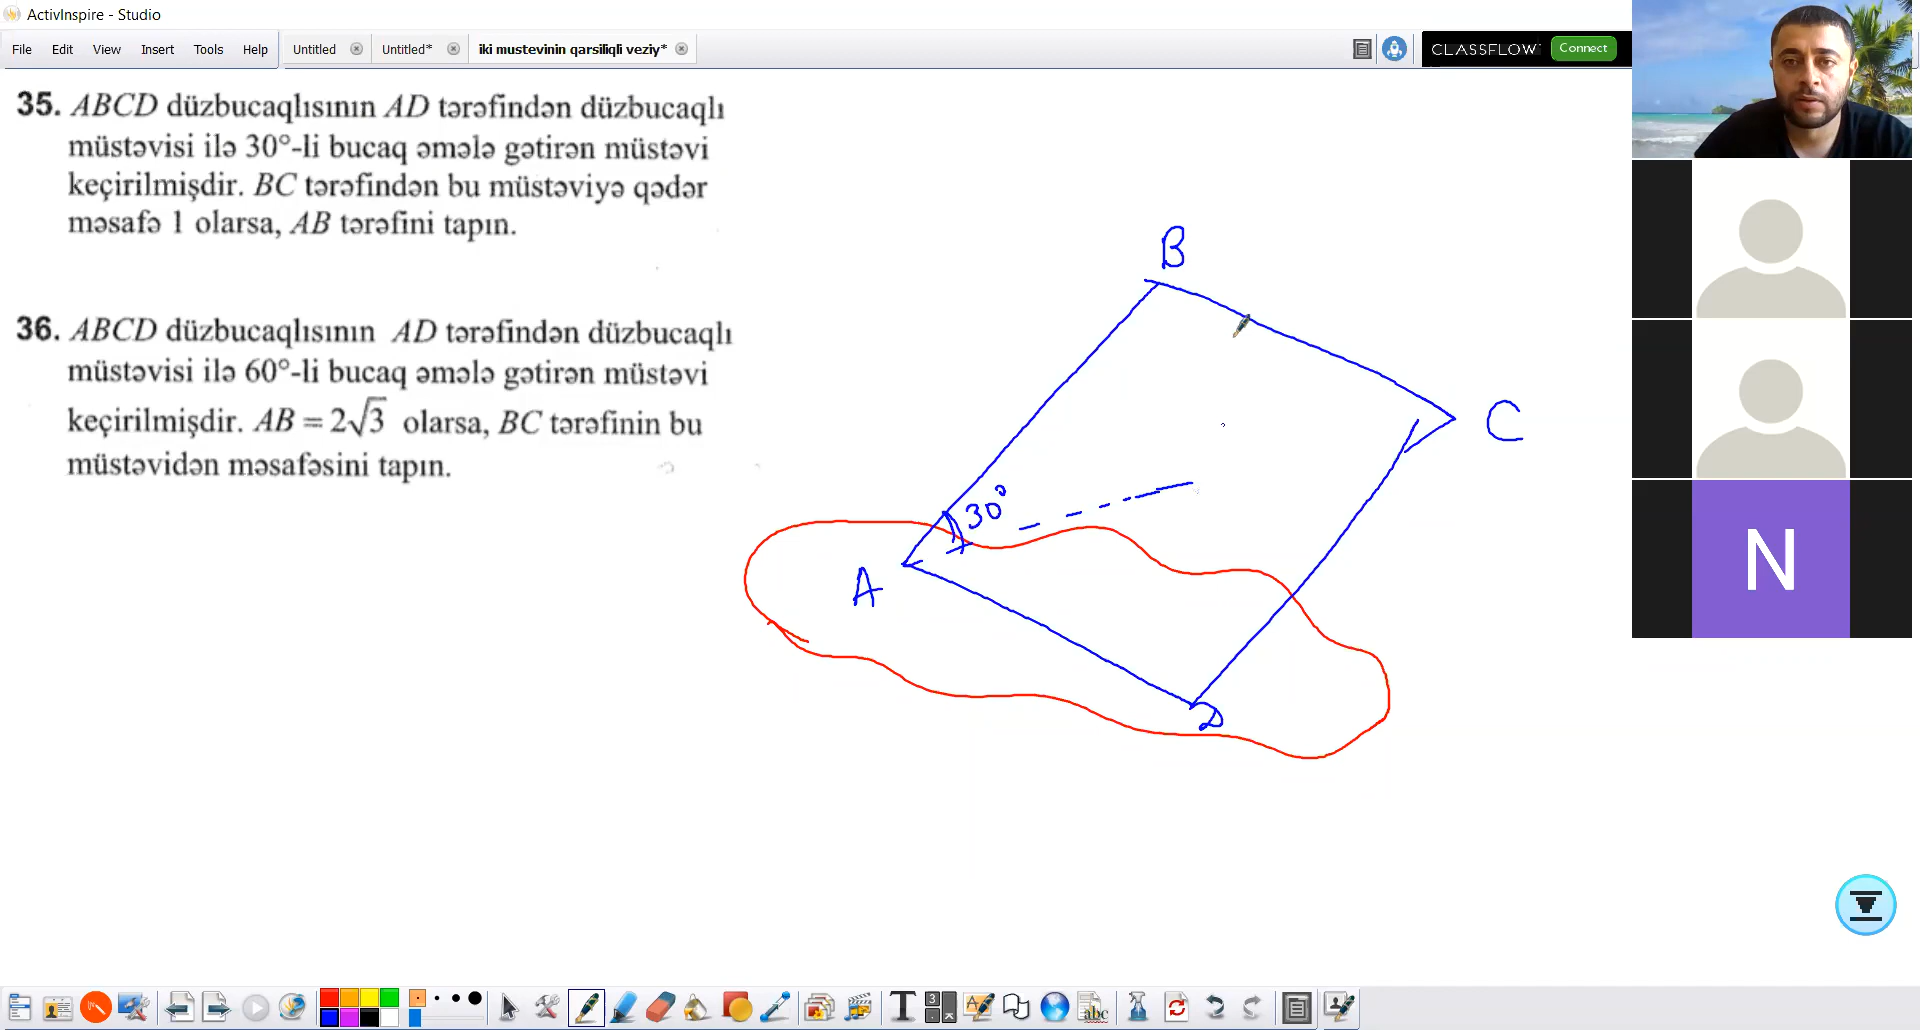 ActivInspire - Studio
File Edit View Insert Tools Help
Untitled
Untitled*
iki mustevinin qarsiliqli veziy*
CLASSFLOW
Connect
35. ABCD düzbucaqlısının AD tərəfindən düzbucaqlı
müstəvisi ilə 30°-li bucaq əmələ gətirən müstəvi
keçirilmişdir. BC tərəfindən bu müstəviyə qədər
məsafə 1 olarsa, AB tərəfini tapın.
36. ABCD düzbucaqlısının AD tərəfindən düzbucaqlı
müstəvisi ilə 60°-li bucaq əmələ gətirən müstəvi
keçirilmişdir. AB = 2√3 olarsa, BC tərəfinin bu
müstəvidən məsafəsini tapın.
B
C
30°
A
D
N
T
3
abc